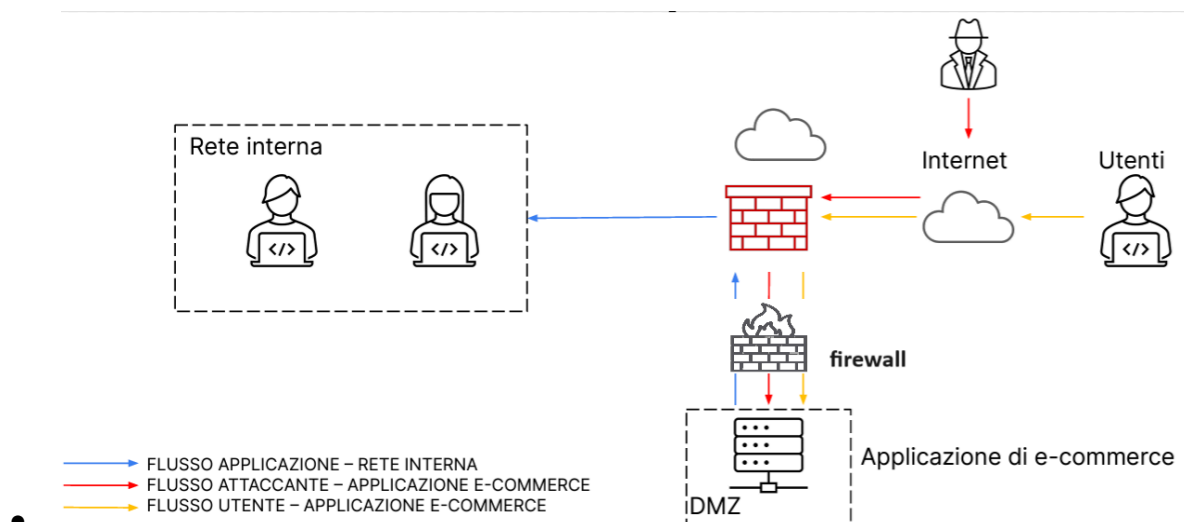 Rete interna
Internet
Utenti
firewall
Applicazione di e-commerce
DMZ
FLUSSO APPLICAZIONE – RETE INTERNA
FLUSSO ATTACCANTE – APPLICAZIONE E-COMMERCE
FLUSSO UTENTE – APPLICAZIONE E-COMMERCE